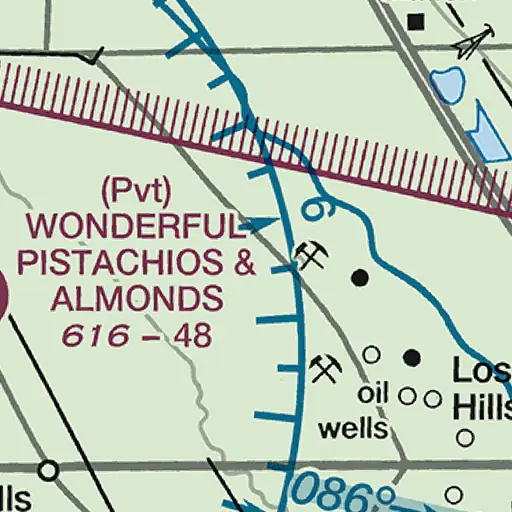 (Pvt)
WONDERFUL
PISTACHIOS &
ALMONDS
616 – 48
6
oil
wells
Los
Hills
lls
086°